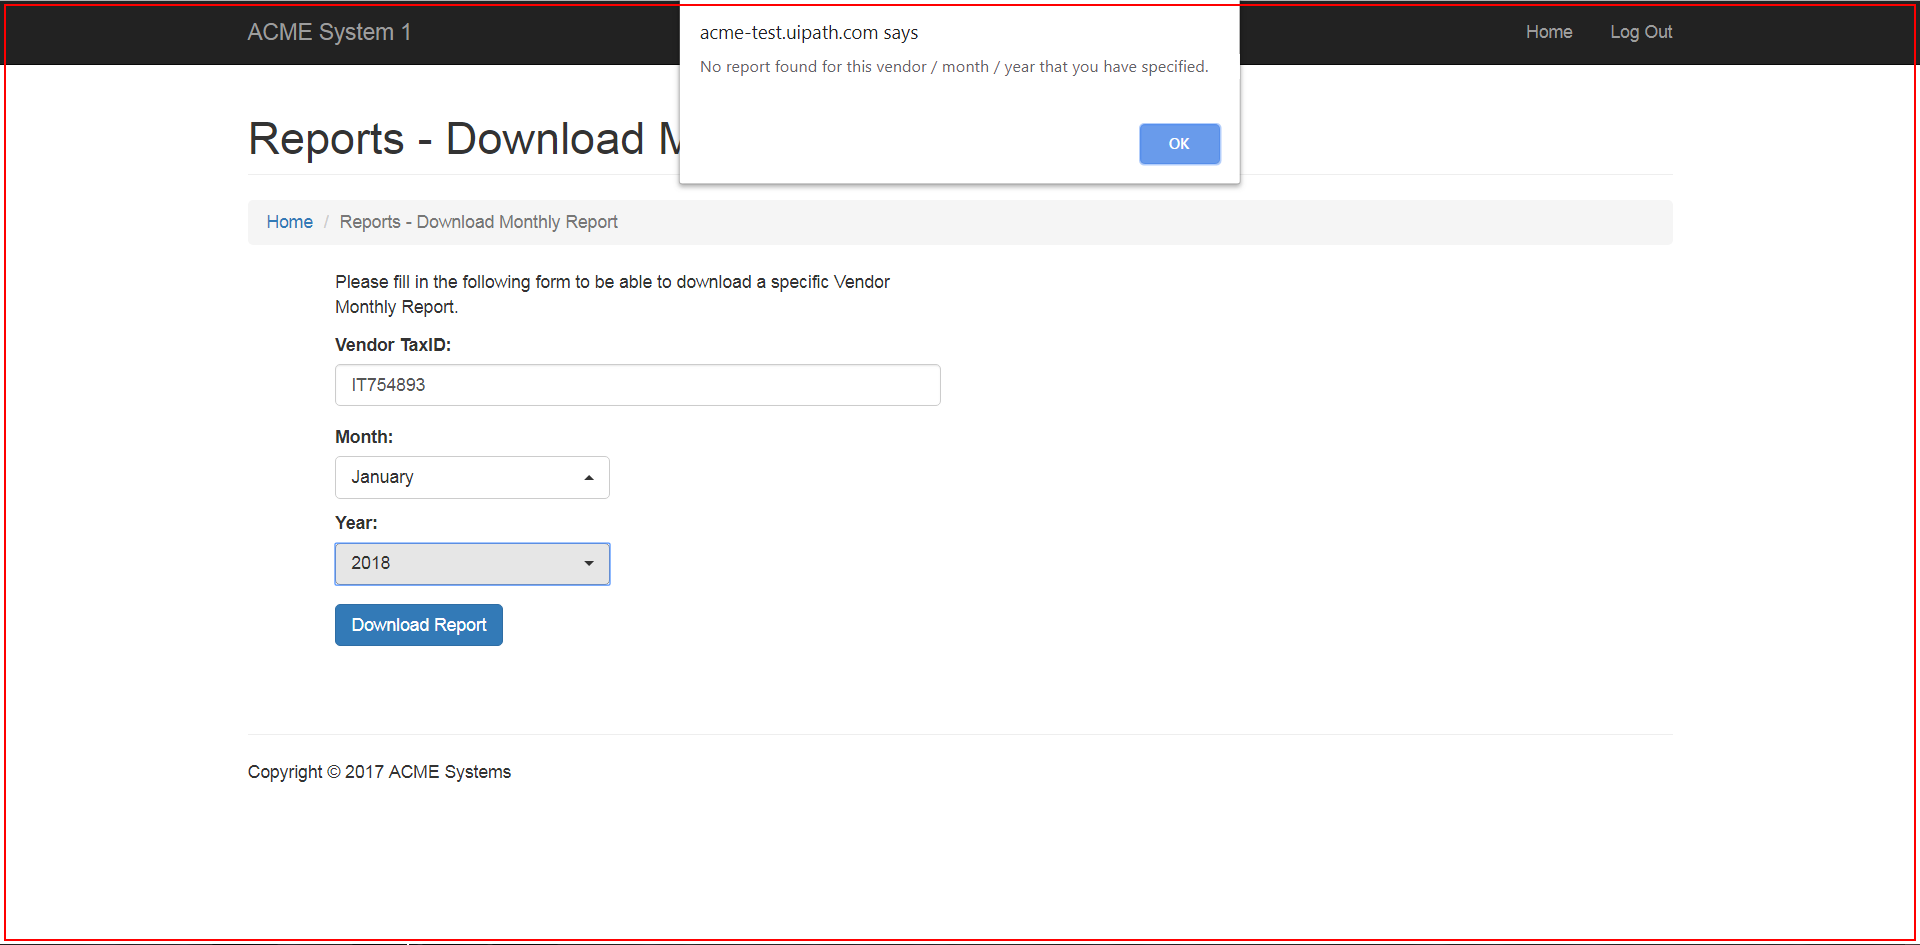 ACME System 1
Home
Log Out
acme-test.uipath.com says
No report found for this vendor / month / year that you have specified.
OK
Reports - Download
Home / Reports - Download Monthly Report
Please fill in the following form to be able to download a specific Vendor
Monthly Report.
Vendor TaxID:
IT754893
Month:
January
Year:
2018
Download Report
Copyright © 2017 ACME Systems